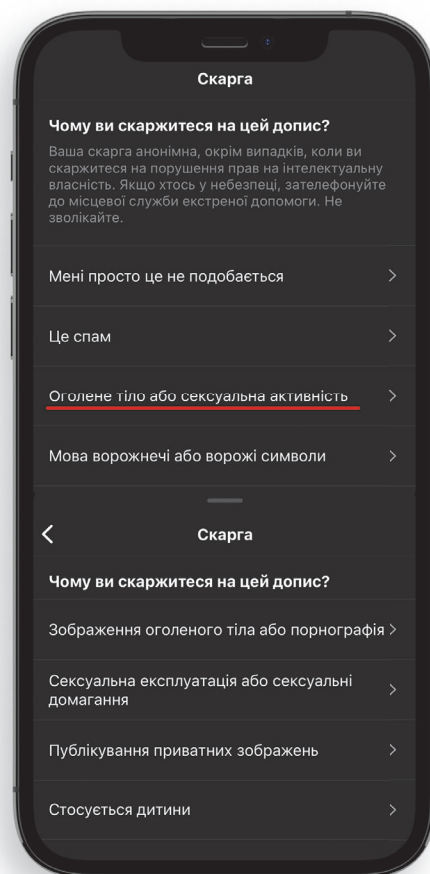 Скарга
Чому ви скаржитеся на цей допис?
Ваша скарга анонімна, окрім випадків, коли ви
скаржитеся на порушення прав на інтелектуальну
власність. Якщо хтось у небезпеці, зателефонуйте
до місцевої служби екстреної допомоги. Не
зволікайте.
Мені просто це не подобається
Це спам
Оголене тіло або сексуальна активність
Мова ворожнечі або ворожі символи
Скарга
Чому ви скаржитеся на цей допис?
Зображення оголеного тіла або порнографія
Сексуальна експлуатація або сексуальні
домагання
Публікування приватних зображень
Стосується дитини